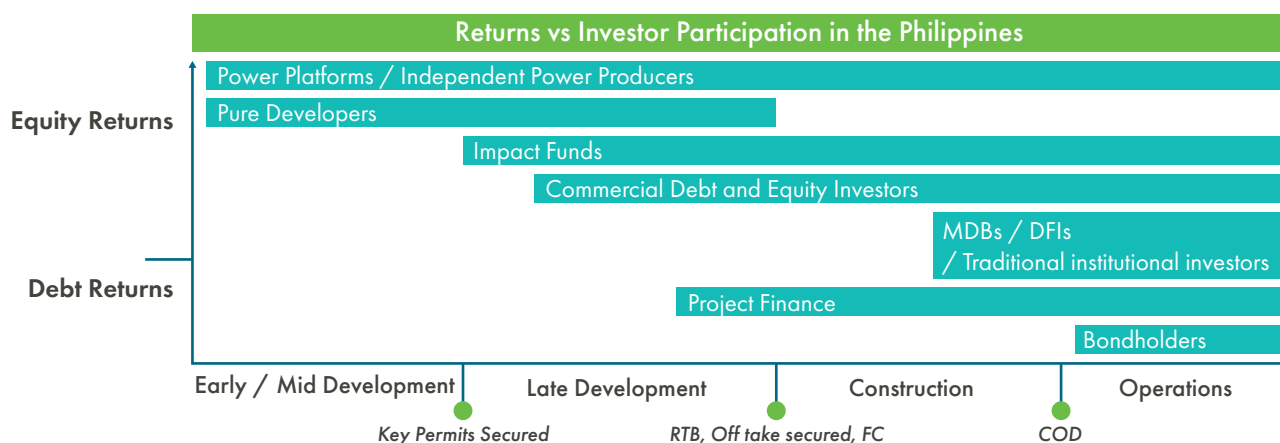 Returns vs Investor Participation in the Philippines
Equity Returns
Debt Returns
Power Platforms / Independent Power Producers
Pure Developers
Impact Funds
Commercial Debt and Equity Investors
MDBs / DFIs
/ Traditional institutional investors
Project Finance
Bondholders
Early / Mid Development
Late Development
Construction
Operations
Key Permits Secured
RTB, Off take secured, FC
COD